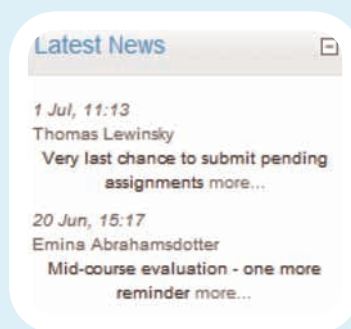 Latest News
1 Jul, 11:13
Thomas Lewinsky
Very last chance to submit pending
assignments more...
20 Jun, 15:17
Emina Abrahamsdotter
Mid-course evaluation - one more
reminder more...